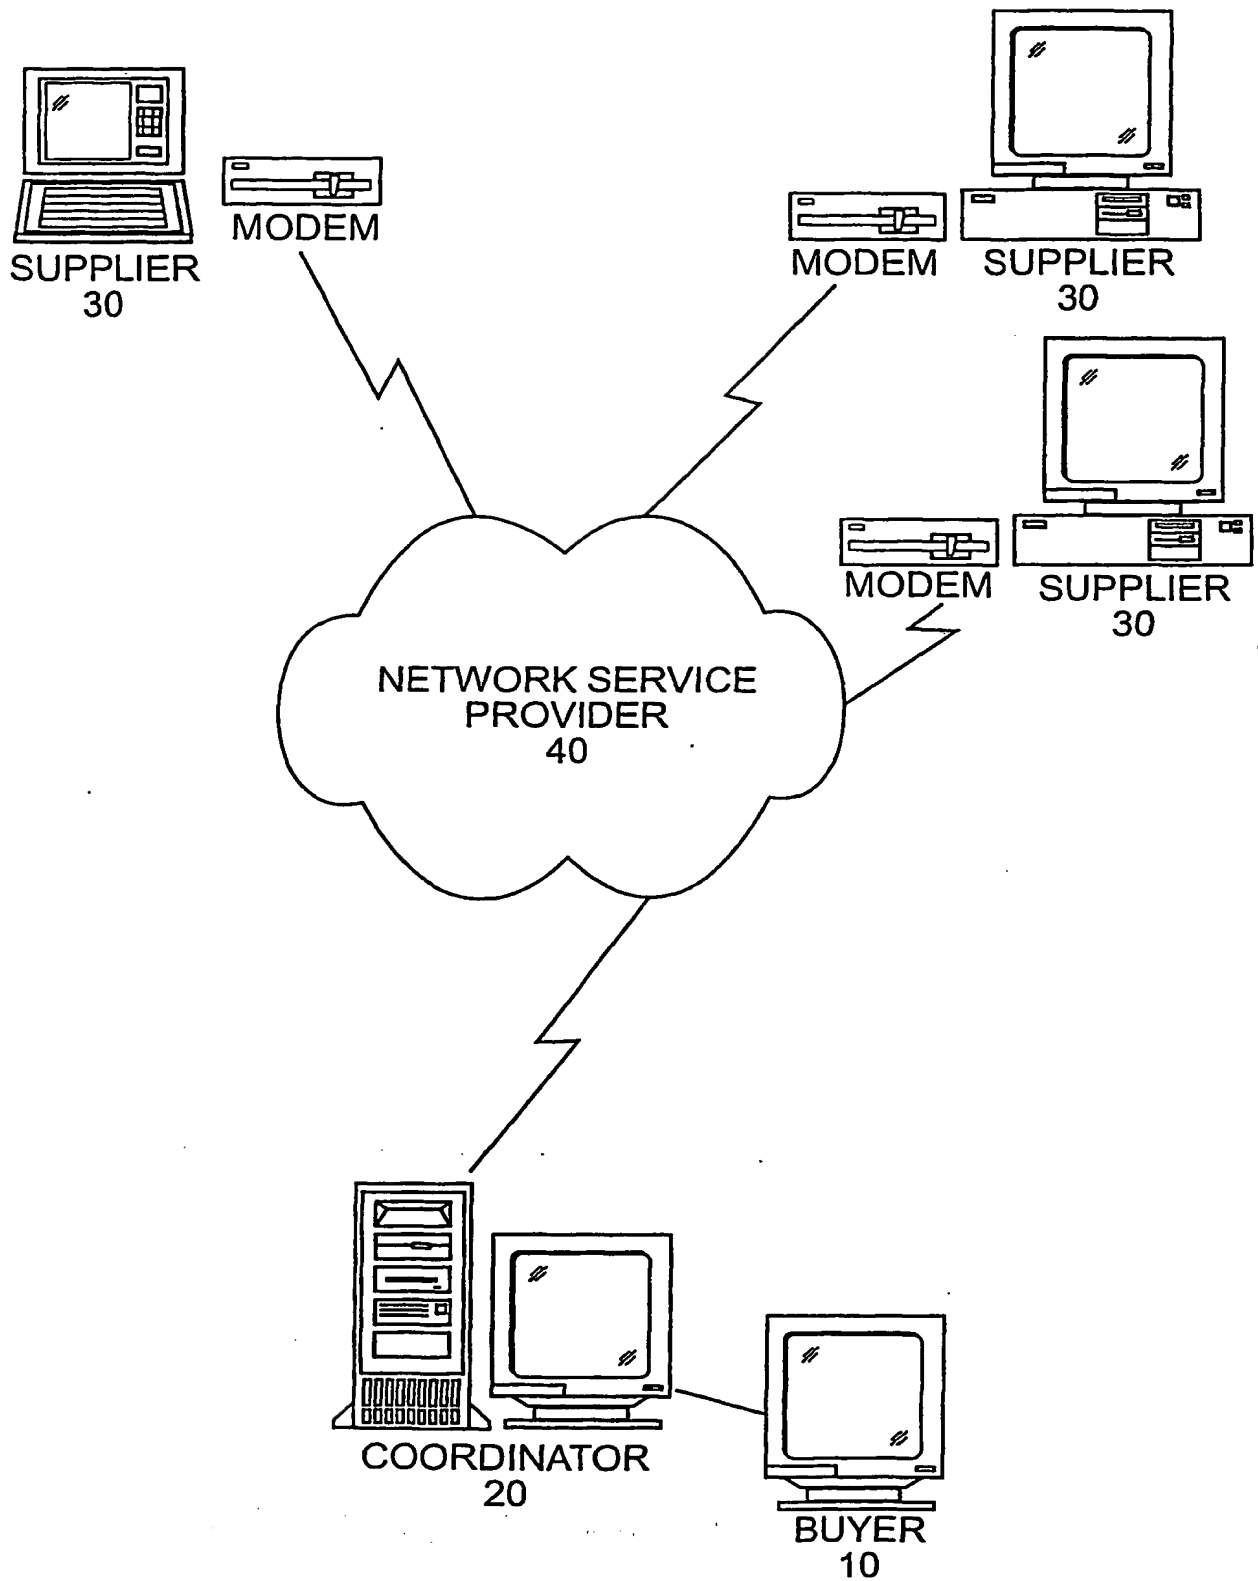 MODEM
SUPPLIER
30
MODEM
SUPPLIER
30
MODEM
SUPPLIER
30
NETWORK SERVICE
PROVIDER
40
COORDINATOR
20
BUYER
10